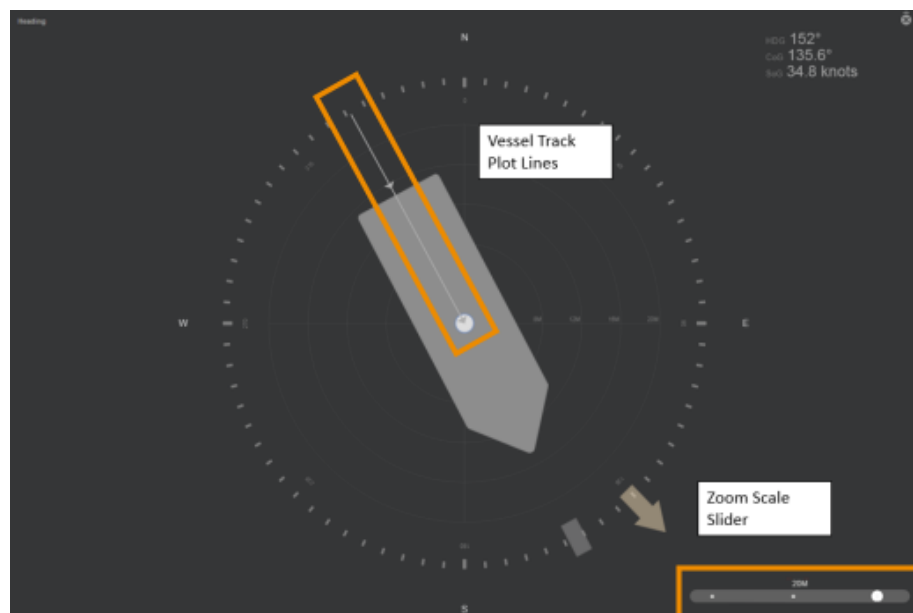 Heading
N
HDG 152°
CoG 135.6°
SoG 34.8 knots
Vessel Track
Plot Lines
W
E
Zoom Scale
Slider
20M
S